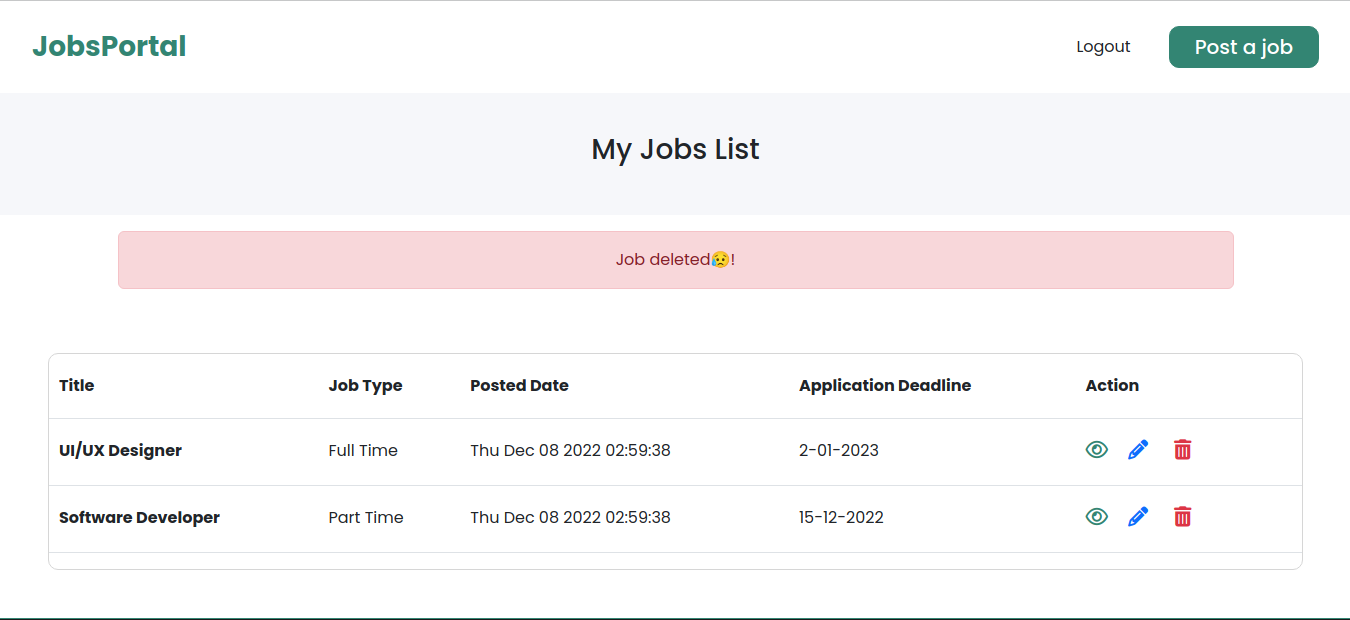 JobsPortal
Logout
Post a job
My Jobs List
Job deleted😥!
Title Job Type Posted Date Application Deadline Action
UI/UX Designer Full Time Thu Dec 08 2022 02:59:38 2-01-2023
Software Developer Part Time Thu Dec 08 2022 02:59:38 15-12-2022